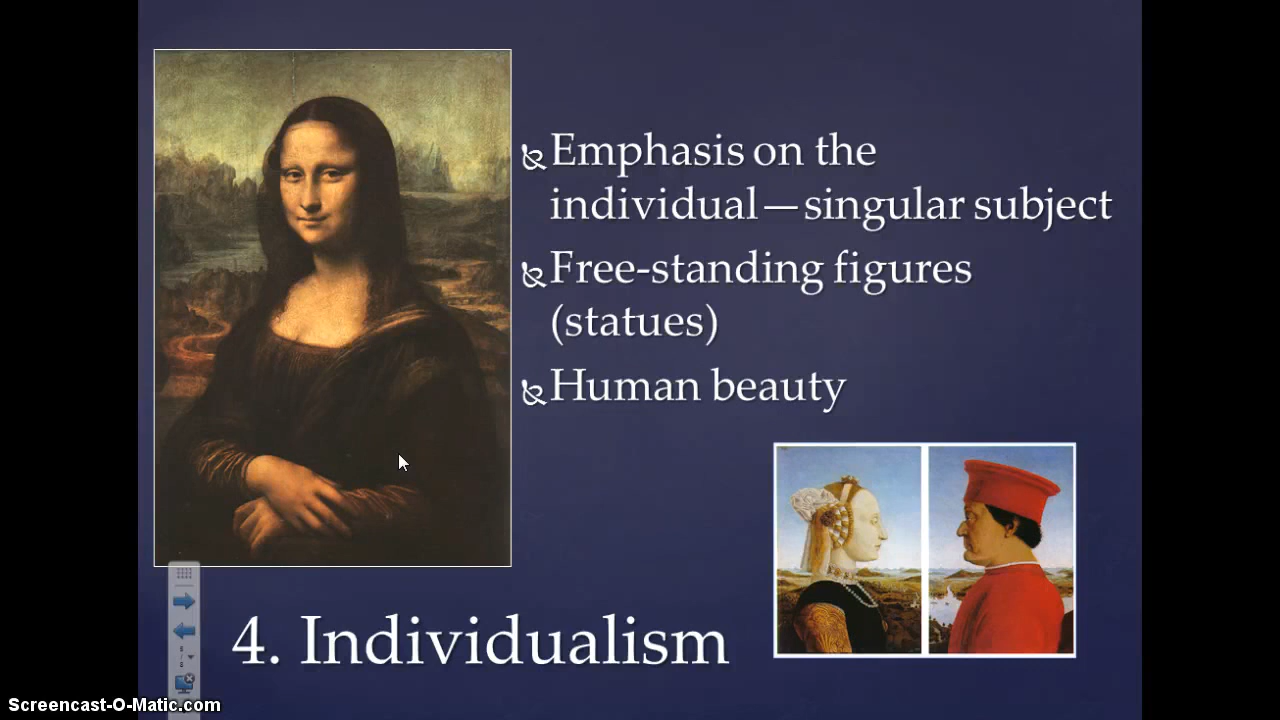 Emphasis on the
individual—singular subject
Free-standing figures
(statues)
Human beauty
4. Individualism
Screencast-O-Matic.com